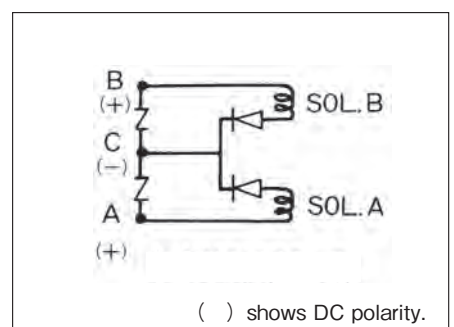 B
(+)
SOL.B
C
(−)
A
SOL.A
(+)
( ) shows DC polarity.